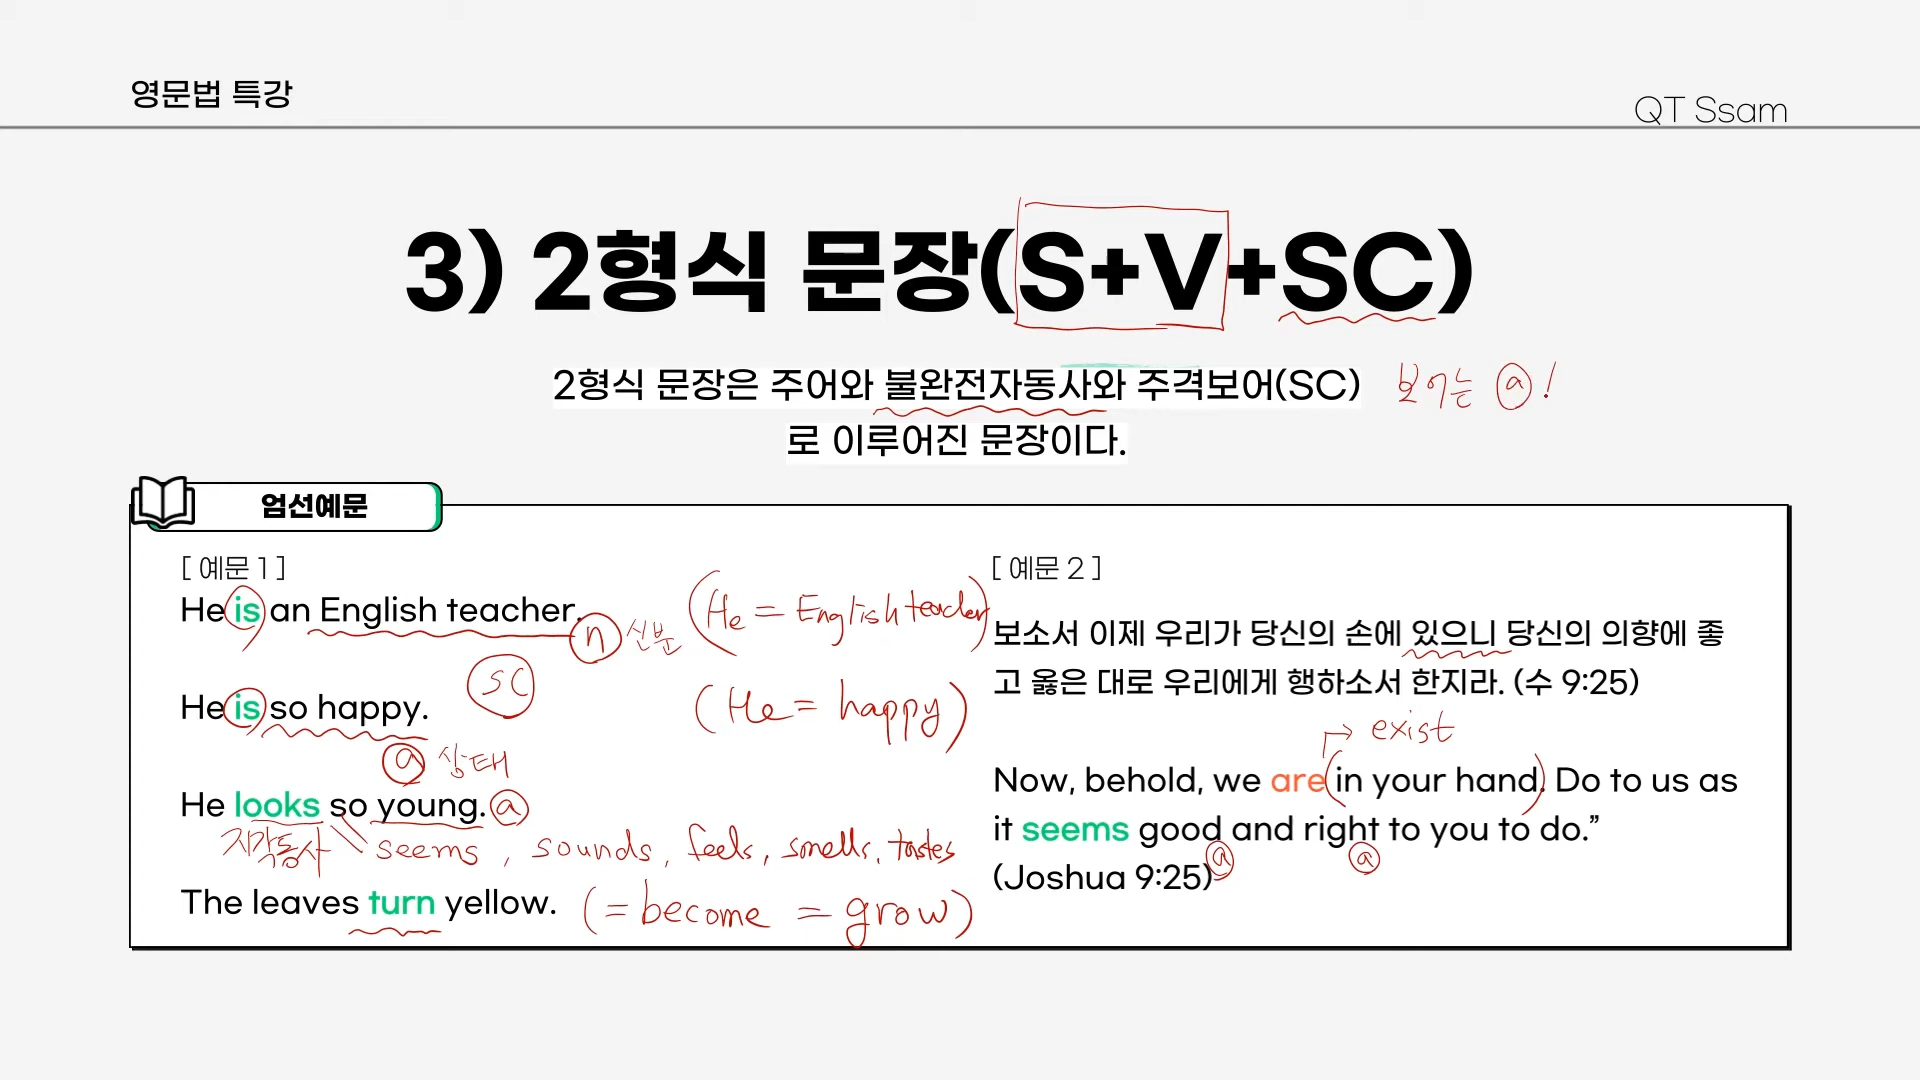 영문법 특강
QT Ssam
3) 2형식 문장(S+V+SC)
2형식 문장은 주어와 불완전자동사와 주격보어(SC) 보어는 ⓐ!
로 이루어진 문장이다.
엄선예문
[ 예문 1 ]
He is an English teacher. ⓝ 신분 (He = English teacher)
SC
He is so happy. (He = happy)
ⓐ 상태
He looks so young. ⓐ
지각동사 seems, sounds, feels, smells, tastes
The leaves turn yellow. (= become = grow)
[ 예문 2 ]
보소서 이제 우리가 당신의 손에 있으니 당신의 의향에 좋
고 옳은 대로 우리에게 행하소서 한지라. (수 9:25)
exist
Now, behold, we are (in your hand). Do to us as
it seems good and right to you to do.”
ⓐ ⓐ
(Joshua 9:25)